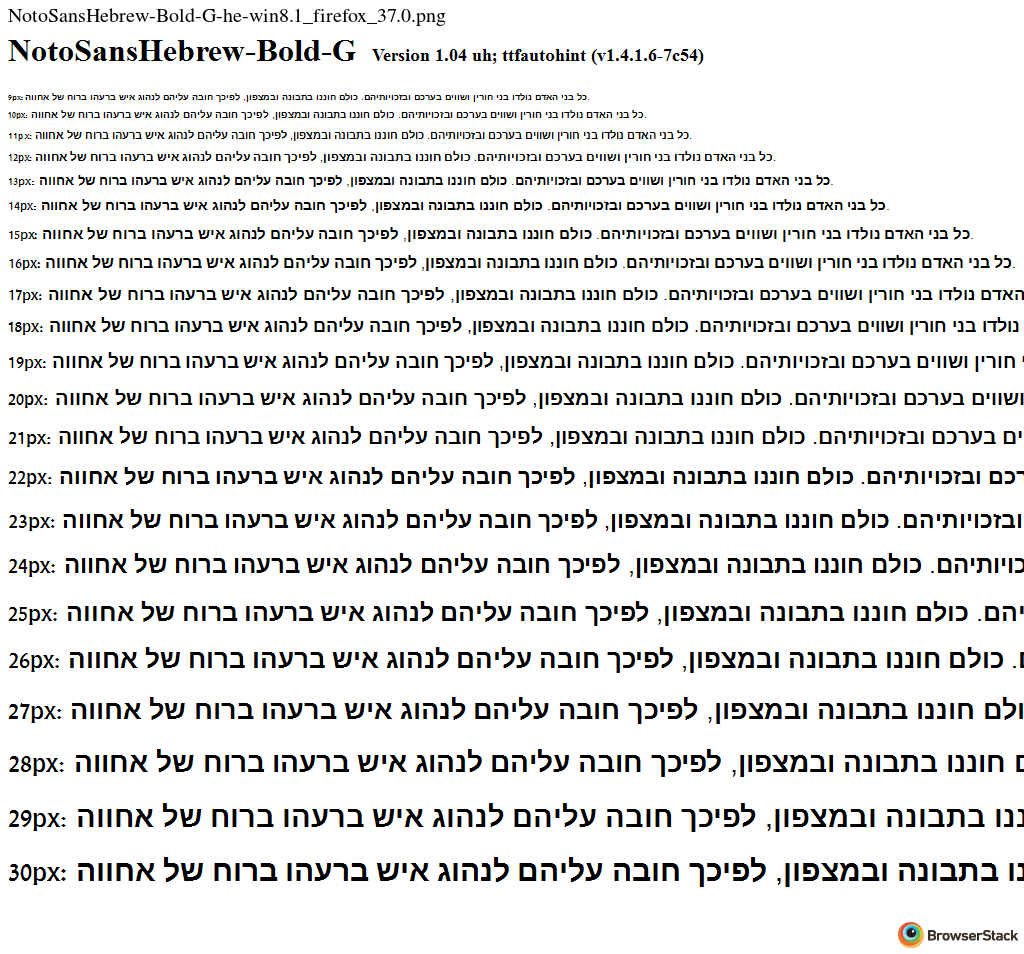 NotoSansHebrew-Bold-G-he-win8.1_firefox_37.0.png
NotoSansHebrew-Bold-G Version 1.04 uh; ttfautohint (v1.4.1.6-7c54)
9px: כל בני האדם נולדו בני חורין ושווים בערכם ובזכויותיהם. כולם חוננו בתבונה ובמצפון, לפיכך חובה עליהם לנהוג איש ברעהו ברוח של אחווה.
10px: כל בני האדם נולדו בני חורין ושווים בערכם ובזכויותיהם. כולם חוננו בתבונה ובמצפון, לפיכך חובה עליהם לנהוג איש ברעהו ברוח של אחווה.
11px: כל בני האדם נולדו בני חורין ושווים בערכם ובזכויותיהם. כולם חוננו בתבונה ובמצפון, לפיכך חובה עליהם לנהוג איש ברעהו ברוח של אחווה.
12px: כל בני האדם נולדו בני חורין ושווים בערכם ובזכויותיהם. כולם חוננו בתבונה ובמצפון, לפיכך חובה עליהם לנהוג איש ברעהו ברוח של אחווה.
13px: כל בני האדם נולדו בני חורין ושווים בערכם ובזכויותיהם. כולם חוננו בתבונה ובמצפון, לפיכך חובה עליהם לנהוג איש ברעהו ברוח של אחווה.
14px: כל בני האדם נולדו בני חורין ושווים בערכם ובזכויותיהם. כולם חוננו בתבונה ובמצפון, לפיכך חובה עליהם לנהוג איש ברעהו ברוח של אחווה.
15px: כל בני האדם נולדו בני חורין ושווים בערכם ובזכויותיהם. כולם חוננו בתבונה ובמצפון, לפיכך חובה עליהם לנהוג איש ברעהו ברוח של אחווה.
16px: כל בני האדם נולדו בני חורין ושווים בערכם ובזכויותיהם. כולם חוננו בתבונה ובמצפון, לפיכך חובה עליהם לנהוג איש ברעהו ברוח של אחווה.
17px: האדם נולדו בני חורין ושווים בערכם ובזכויותיהם. כולם חוננו בתבונה ובמצפון, לפיכך חובה עליהם לנהוג איש ברעהו ברוח של אחווה
18px: נולדו בני חורין ושווים בערכם ובזכויותיהם. כולם חוננו בתבונה ובמצפון, לפיכך חובה עליהם לנהוג איש ברעהו ברוח של אחווה
19px: חורין ושווים בערכם ובזכויותיהם. כולם חוננו בתבונה ובמצפון, לפיכך חובה עליהם לנהוג איש ברעהו ברוח של אחווה
20px: ושווים בערכם ובזכויותיהם. כולם חוננו בתבונה ובמצפון, לפיכך חובה עליהם לנהוג איש ברעהו ברוח של אחווה
21px: ים בערכם ובזכויותיהם. כולם חוננו בתבונה ובמצפון, לפיכך חובה עליהם לנהוג איש ברעהו ברוח של אחווה
22px: רכם ובזכויותיהם. כולם חוננו בתבונה ובמצפון, לפיכך חובה עליהם לנהוג איש ברעהו ברוח של אחווה
23px: ובזכויותיהם. כולם חוננו בתבונה ובמצפון, לפיכך חובה עליהם לנהוג איש ברעהו ברוח של אחווה
24px: כויותיהם. כולם חוננו בתבונה ובמצפון, לפיכך חובה עליהם לנהוג איש ברעהו ברוח של אחווה
25px: יהם. כולם חוננו בתבונה ובמצפון, לפיכך חובה עליהם לנהוג איש ברעהו ברוח של אחווה
26px: . כולם חוננו בתבונה ובמצפון, לפיכך חובה עליהם לנהוג איש ברעהו ברוח של אחווה
27px: ולם חוננו בתבונה ובמצפון, לפיכך חובה עליהם לנהוג איש ברעהו ברוח של אחווה
28px: חוננו בתבונה ובמצפון, לפיכך חובה עליהם לנהוג איש ברעהו ברוח של אחווה
29px: ננו בתבונה ובמצפון, לפיכך חובה עליהם לנהוג איש ברעהו ברוח של אחווה
30px: נו בתבונה ובמצפון, לפיכך חובה עליהם לנהוג איש ברעהו ברוח של אחווה
BrowserStack